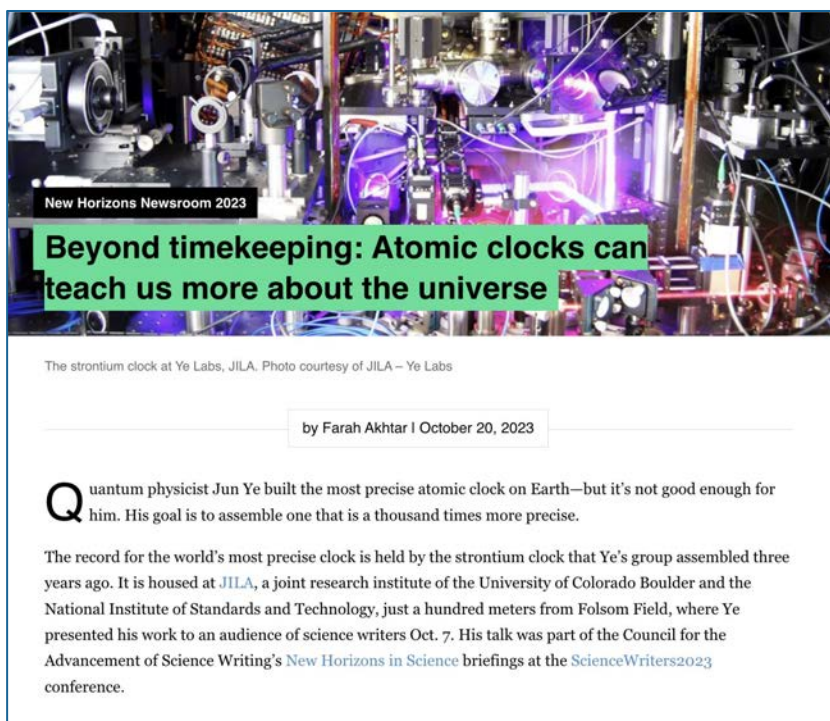 New Horizons Newsroom 2023
Beyond timekeeping: Atomic clocks can
teach us more about the universe
The strontium clock at Ye Labs, JILA. Photo courtesy of JILA – Ye Labs
by Farah Akhtar | October 20, 2023
Quantum physicist Jun Ye built the most precise atomic clock on Earth—but it’s not good enough for
him. His goal is to assemble one that is a thousand times more precise.
The record for the world’s most precise clock is held by the strontium clock that Ye’s group assembled three
years ago. It is housed at JILA, a joint research institute of the University of Colorado Boulder and the
National Institute of Standards and Technology, just a hundred meters from Folsom Field, where Ye
presented his work to an audience of science writers Oct. 7. His talk was part of the Council for the
Advancement of Science Writing’s New Horizons in Science briefings at the ScienceWriters2023
conference.